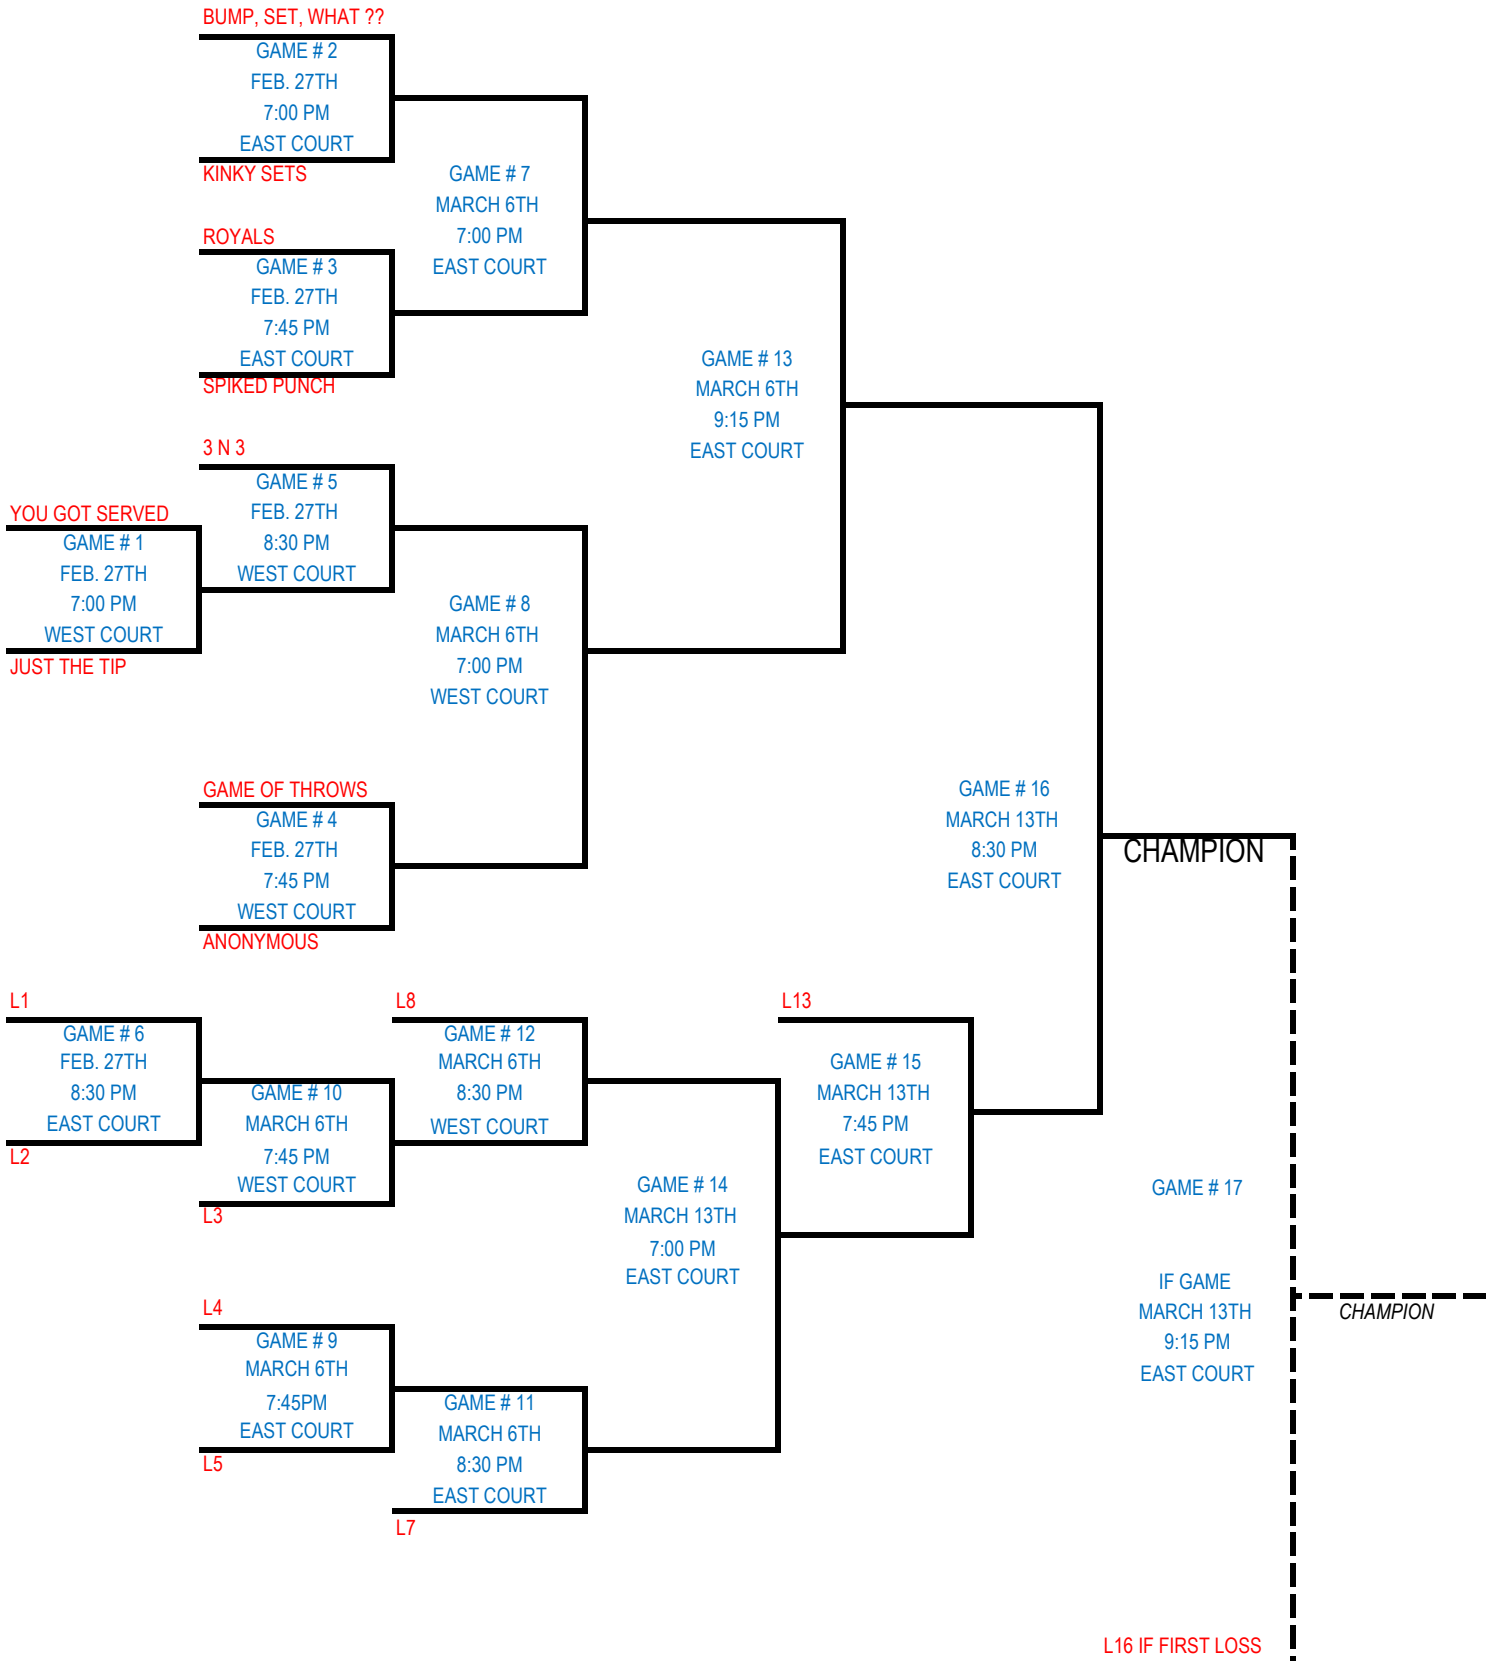 BUMP, SET, WHAT ??
GAME # 2
FEB. 27TH
7:00 PM
EAST COURT
KINKY SETS
GAME # 7
MARCH 6TH
7:00 PM
EAST COURT
ROYALS
GAME # 3
FEB. 27TH
7:45 PM
EAST COURT
SPIKED PUNCH
GAME # 13
MARCH 6TH
9:15 PM
EAST COURT
3 N 3
GAME # 5
FEB. 27TH
8:30 PM
WEST COURT
YOU GOT SERVED
GAME # 1
FEB. 27TH
7:00 PM
WEST COURT
JUST THE TIP
GAME # 8
MARCH 6TH
7:00 PM
WEST COURT
GAME OF THROWS
GAME # 4
FEB. 27TH
7:45 PM
WEST COURT
ANONYMOUS
GAME # 16
MARCH 13TH
8:30 PM
EAST COURT
CHAMPION
L1
GAME # 6
FEB. 27TH
8:30 PM
EAST COURT
L2
GAME # 10
MARCH 6TH
7:45 PM
WEST COURT
L3
L8
GAME # 12
MARCH 6TH
8:30 PM
WEST COURT
L13
GAME # 15
MARCH 13TH
7:45 PM
EAST COURT
GAME # 14
MARCH 13TH
7:00 PM
EAST COURT
GAME # 17
IF GAME
MARCH 13TH
9:15 PM
EAST COURT
CHAMPION
L4
GAME # 9
MARCH 6TH
7:45PM
EAST COURT
L5
GAME # 11
MARCH 6TH
8:30 PM
EAST COURT
L7
L16 IF FIRST LOSS